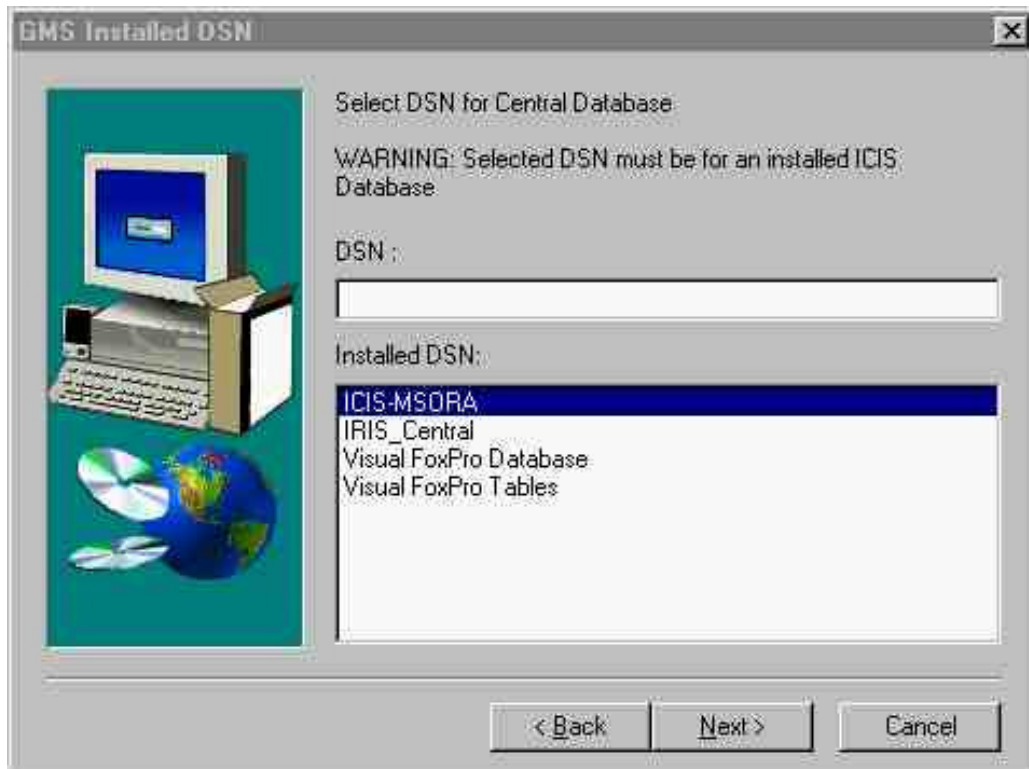 GMS Installed DSN
Select DSN for Central Database
WARNING: Selected DSN must be for an installed ICIS
Database
DSN :
Installed DSN:
ICIS-MSORA
IRIS_Central
Visual FoxPro Database
Visual FoxPro Tables
< Back
Next >
Cancel